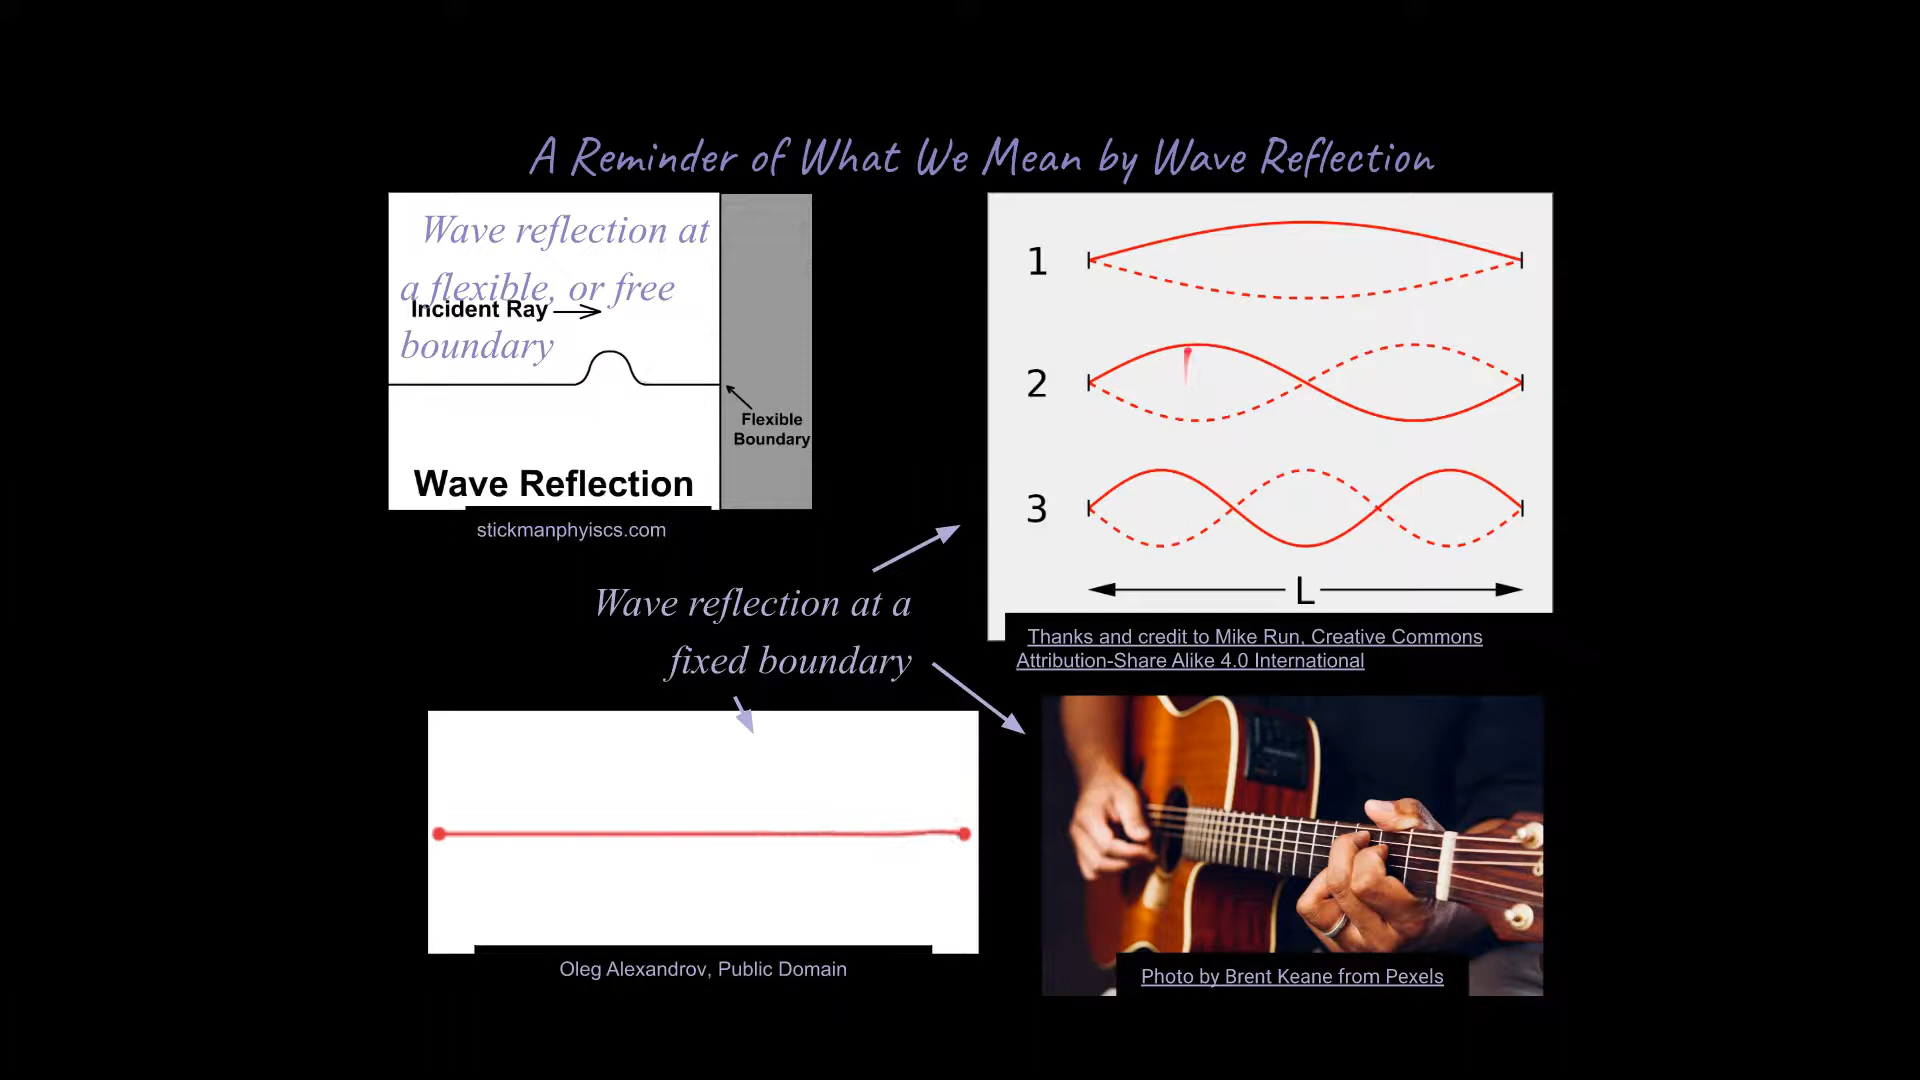 A Reminder of What We Mean by Wave Reflection
Wave reflection at
a flexible, or free
boundary
Incident Ray
Flexible
Boundary
Wave Reflection
stickmanphyiscs.com
1
2
3
L
Thanks and credit to Mike Run, Creative Commons
Attribution-Share Alike 4.0 International
Wave reflection at a
fixed boundary
Oleg Alexandrov, Public Domain
Photo by Brent Keane from Pexels